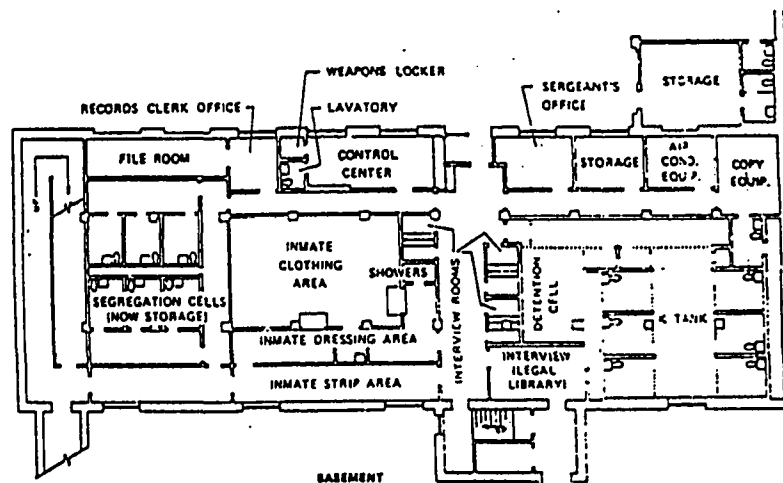 WEAPONS LOCKER
RECORDS CLERK OFFICE
LAVATORY
SERGEANT'S
OFFICE
STORAGE
FILE ROOM
CONTROL
CENTER
STORAGE
AIR
COND.
EQUIP.
COPY
EQUIP.
INMATE
CLOTHING
AREA
SHOWERS
INTERVIEW ROOMS
DETENTION
CELL
SEGREGATION CELLS
(NOW STORAGE)
K TANK
INMATE DRESSING AREA
INTERVIEW
(LEGAL
LIBRARY)
INMATE STRIP AREA
BASEMENT